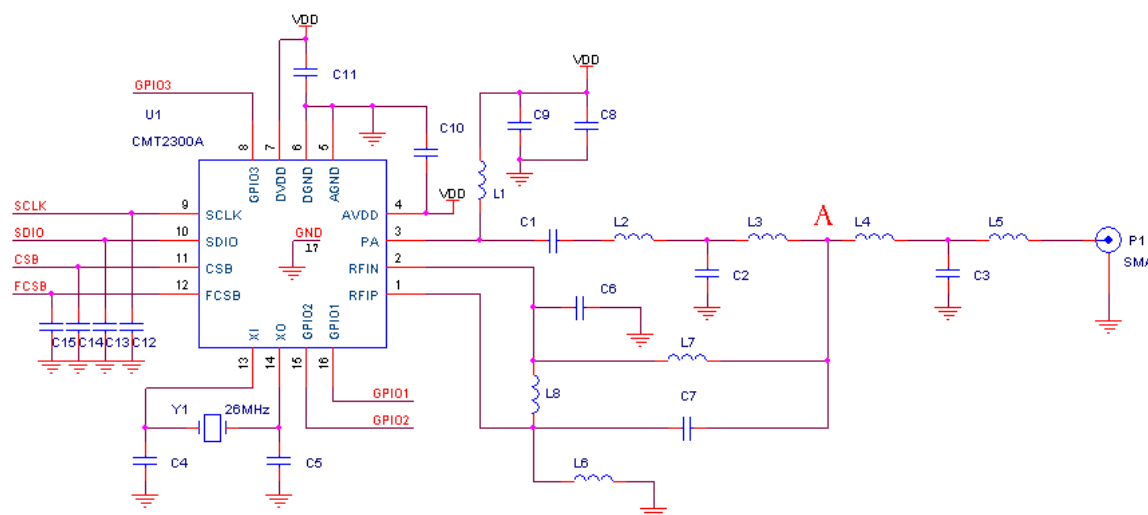 VDD
VDD
C11
GPIO3
U1
CMT2300A
C10
C9
C8
8
7
6
5
GPIO3
DVDD
DGND
AGND
L1
VDD
SCLK
9
SCLK
AVDD
4
SDIO
10
SDIO
GND
17
PA
3
C1
L2
L3
A
L4
L5
P1
SMA
CSB
11
CSB
RFIN
2
FCSB
12
FCSB
RFIP
1
C2
C3
C6
XI
XO
GPIO2
GPIO1
C15
C14
C13
C12
13
14
15
16
L7
L8
GPIO1
Y1
26MHz
GPIO2
C7
C4
C5
L6